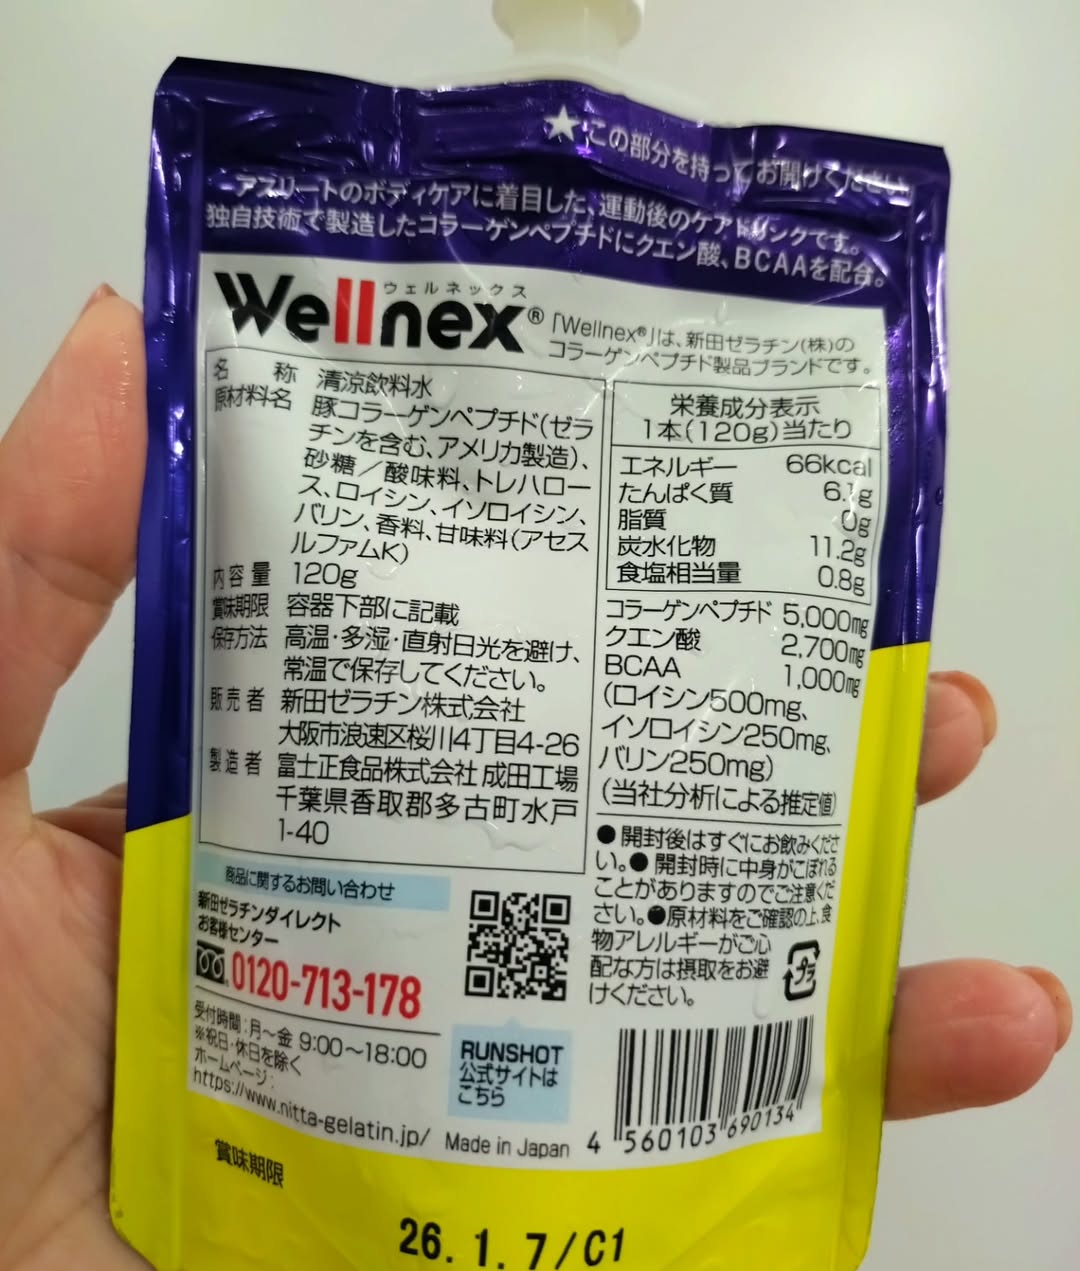 ★この部分を持ってお開けください。
アスリートのボディケアに着目した、運動後のケアドリンクです。
独自技術で製造したコラーゲンペプチドにクエン酸、BCAAを配合。
ウェルネックス
Wellnex®
「Wellnex®」は、新田ゼラチン(株)の
コラーゲンペプチド製品ブランドです。
名称 清涼飲料水
原材料名 豚コラーゲンペプチド(ゼラ
チンを含む、アメリカ製造)、
砂糖/酸味料、トレハロー
ス、ロイシン、イソロイシン、
バリン、香料、甘味料(アセス
ルファムK)
内容量 120g
賞味期限 容器下部に記載
保存方法 高温・多湿・直射日光を避け、
常温で保存してください。
販売者 新田ゼラチン株式会社
大阪市浪速区桜川4丁目4-26
製造者 富士正食品株式会社 成田工場
千葉県香取郡多古町水戸
1-40
栄養成分表示
1本(120g)当たり
エネルギー 66kcal
たんぱく質 6.1g
脂質 0g
炭水化物 11.2g
食塩相当量 0.8g
コラーゲンペプチド 5,000mg
クエン酸 2,700mg
BCAA 1,000mg
(ロイシン500mg、
イソロイシン250mg、
バリン250mg)
(当社分析による推定値)
●開封後はすぐにお飲みくださ
い。●開封時に中身がこぼれる
ことがありますのでご注意くだ
さい。●原材料をご確認の上、食
物アレルギーがご心
配な方は摂取をお避
けください。
プラ
商品に関するお問い合わせ
新田ゼラチンダイレクト
お客様センター
0120-713-178
受付時間:月~金 9:00~18:00
※祝日・休日を除く
ホームページ:
https://www.nitta-gelatin.jp/
RUNSHOT
公式サイトは
こちら
Made in Japan
4 560103 690134
賞味期限
26.1.7/C1